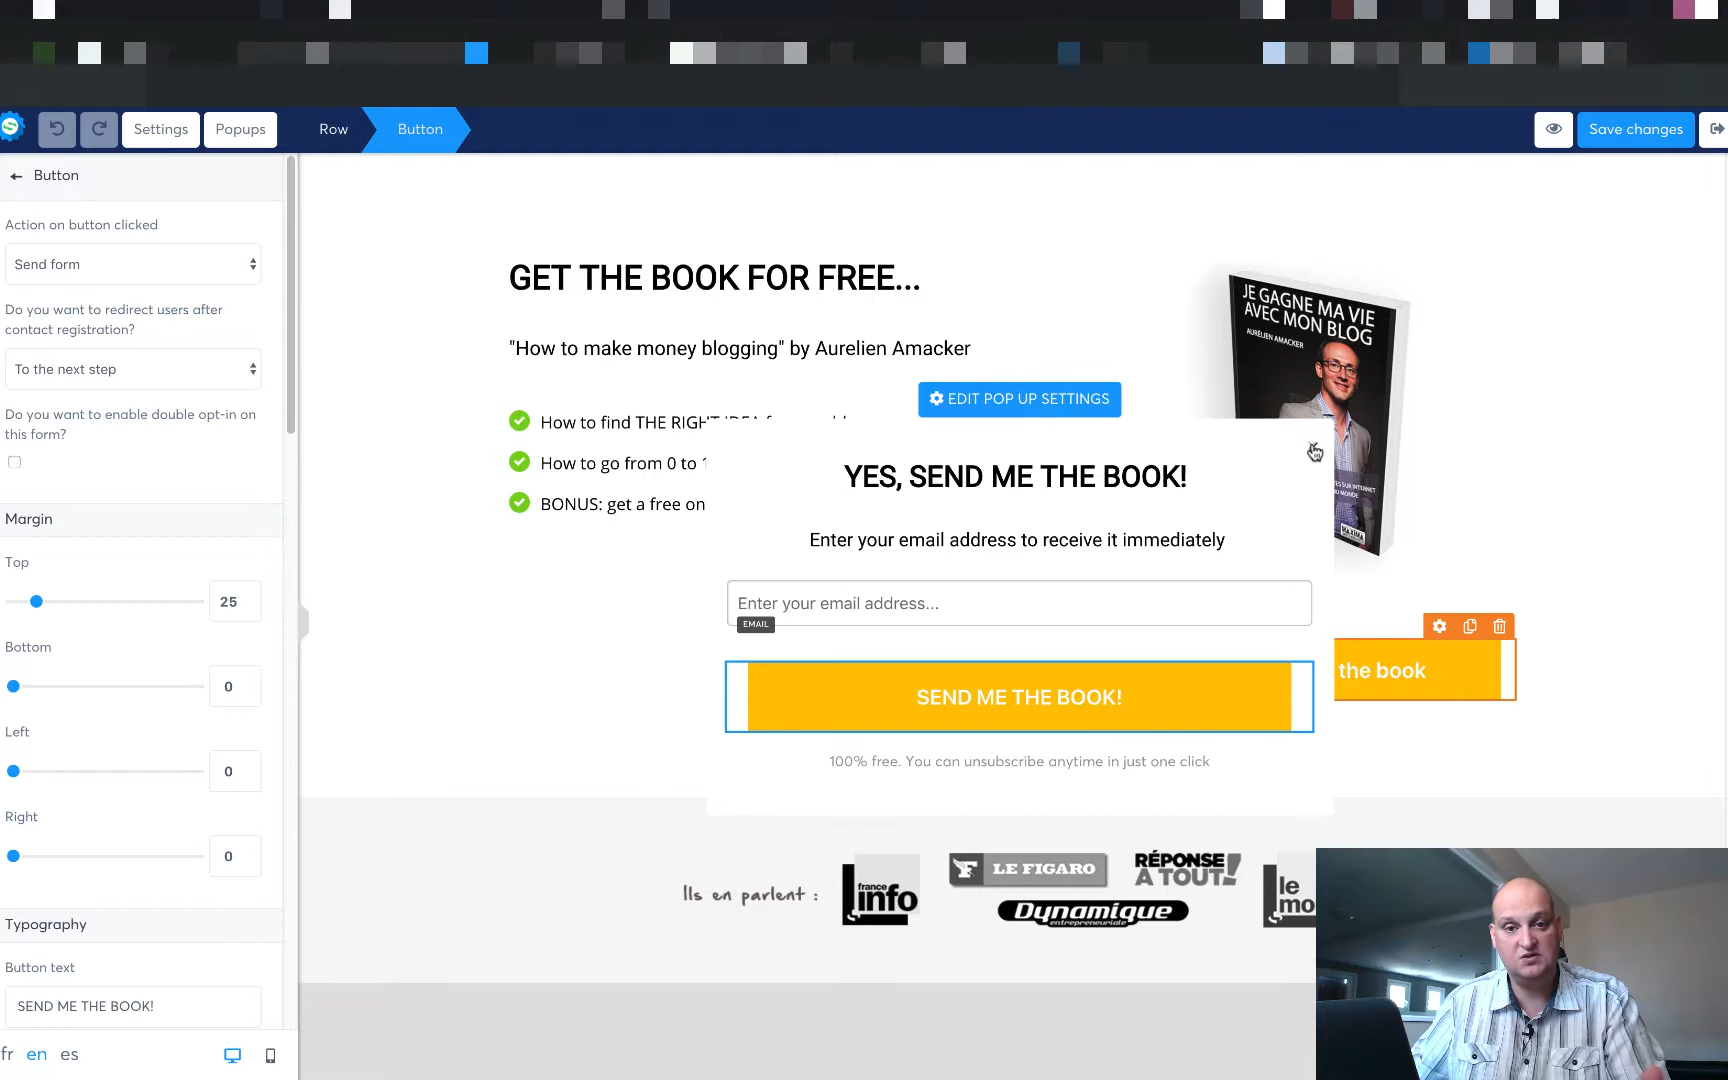 Settings
Popups
Row
Button
Save changes
Button
Action on button clicked
Send form
Do you want to redirect users after
contact registration?
To the next step
Do you want to enable double opt-in on
this form?
Margin
Top
25
Bottom
0
Left
0
Right
0
Typography
Button text
SEND ME THE BOOK!
fr en es
GET THE BOOK FOR FREE...
"How to make money blogging" by Aurelien Amacker
How to find THE RIGHT IDEA
How to go from 0 to
BONUS: get a free on
JE GAGNE MA VIE
AVEC MON BLOG
AURÉLIEN AMACKER
MAXIMA
EDIT POP UP SETTINGS
YES, SEND ME THE BOOK!
Enter your email address to receive it immediately
Enter your email address...
EMAIL
SEND ME THE BOOK!
the book
100% free. You can unsubscribe anytime in just one click
Ils en parlent :
france
info
LE FIGARO
RÉPONSE
À TOUT!
Dynamique
entrepreneuriale
le
mo